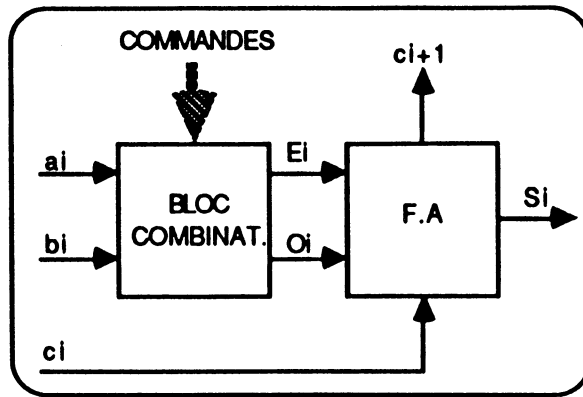 COMMANDES
ci+1
ai
Ei
BLOC
COMBINAT.
F.A
Si
bi
Oi
ci